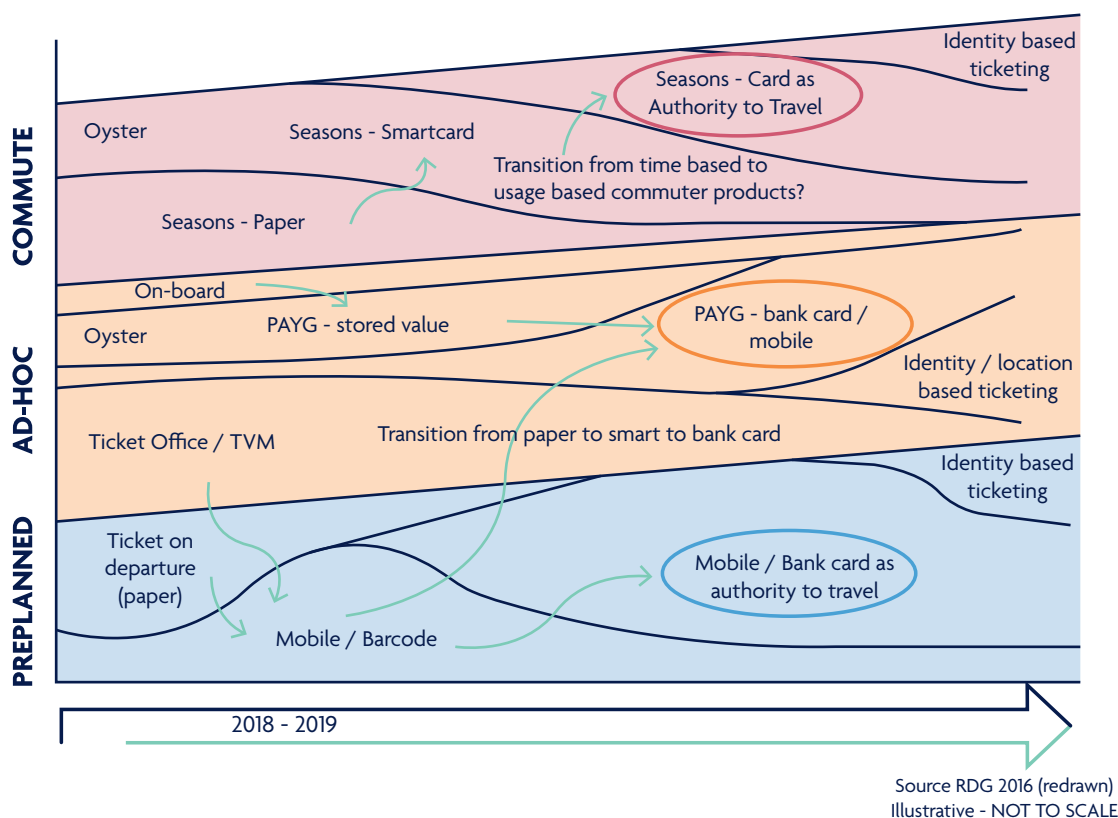 COMMUTE
Oyster
Seasons - Smartcard
Seasons - Paper
Seasons - Card as
Authority to Travel
Identity based
ticketing
Transition from time based to
usage based commuter products?
AD-HOC
On-board
Oyster
PAYG - stored value
PAYG - bank card /
mobile
Identity / location
based ticketing
Ticket Office / TVM
Transition from paper to smart to bank card
PREPLANNED
Ticket on
departure
(paper)
Mobile / Barcode
Mobile / Bank card as
authority to travel
Identity based
ticketing
2018 - 2019
Source RDG 2016 (redrawn)
Illustrative - NOT TO SCALE